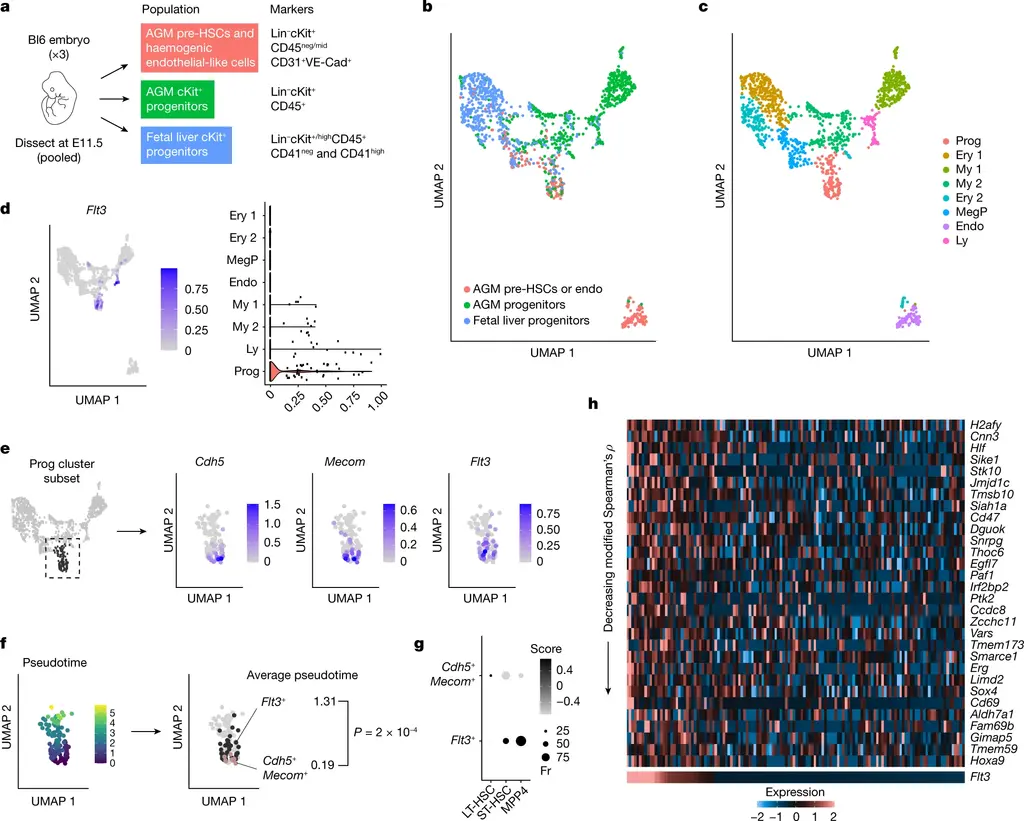 a
Population
Markers
Bl6 embryo
(×3)
Dissect at E11.5
(pooled)
AGM pre-HSCs and
haemogenic
endothelial-like cells
Lin⁻cKit⁺
CD45ⁿᵉᵍ/ᵐⁱᵈ
CD31⁺VE-Cad⁺
AGM cKit⁺
progenitors
Lin⁻cKit⁺
CD45⁺
Fetal liver cKit⁺
progenitors
Lin⁻cKit⁺/ʰⁱᵍʰCD45⁺
CD41ⁿᵉᵍ and CD41ʰⁱᵍʰ
b
UMAP 2
AGM pre-HSCs or endo
AGM progenitors
Fetal liver progenitors
UMAP 1
c
UMAP 2
UMAP 1
Prog
Ery 1
My 1
My 2
Ery 2
MegP
Endo
Ly
d
Flt3
UMAP 2
UMAP 1
0.75
0.50
0.25
0
Ery 1
Ery 2
MegP
Endo
My 1
My 2
Ly
Prog
0 0.25 0.50 0.75 1.00
e
Prog cluster
subset
Cdh5
UMAP 2
UMAP 1
1.5
1.0
0.5
0
Mecom
UMAP 2
UMAP 1
0.6
0.4
0.2
0
Flt3
UMAP 2
UMAP 1
0.75
0.50
0.25
0
f
Pseudotime
UMAP 2
UMAP 1
5
4
3
2
1
0
Average pseudotime
UMAP 2
UMAP 1
Flt3⁺
1.31
P = 2 × 10⁻⁴
Cdh5⁺
Mecom⁺
0.19
g
Cdh5⁺
Mecom⁺
Flt3⁺
LT-HSC
ST-HSC
MPP4
Score
0.4
0
−0.4
25
50
75
Fr
h
Decreasing modified Spearman's ρ
H2afy
Cnn3
Hlf
Sike1
Stk10
Jmjd1c
Tmsb10
Siah1a
Cd47
Dguok
Snrpg
Thoc6
Egfl7
Paf1
Irf2bp2
Ptk2
Ccdc8
Zcchc11
Vars
Tmem173
Smarce1
Erg
Limd2
Sox4
Cd69
Aldh7a1
Fam69b
Gimap5
Tmem59
Hoxa9
Flt3
Expression
−2 −1 0 1 2